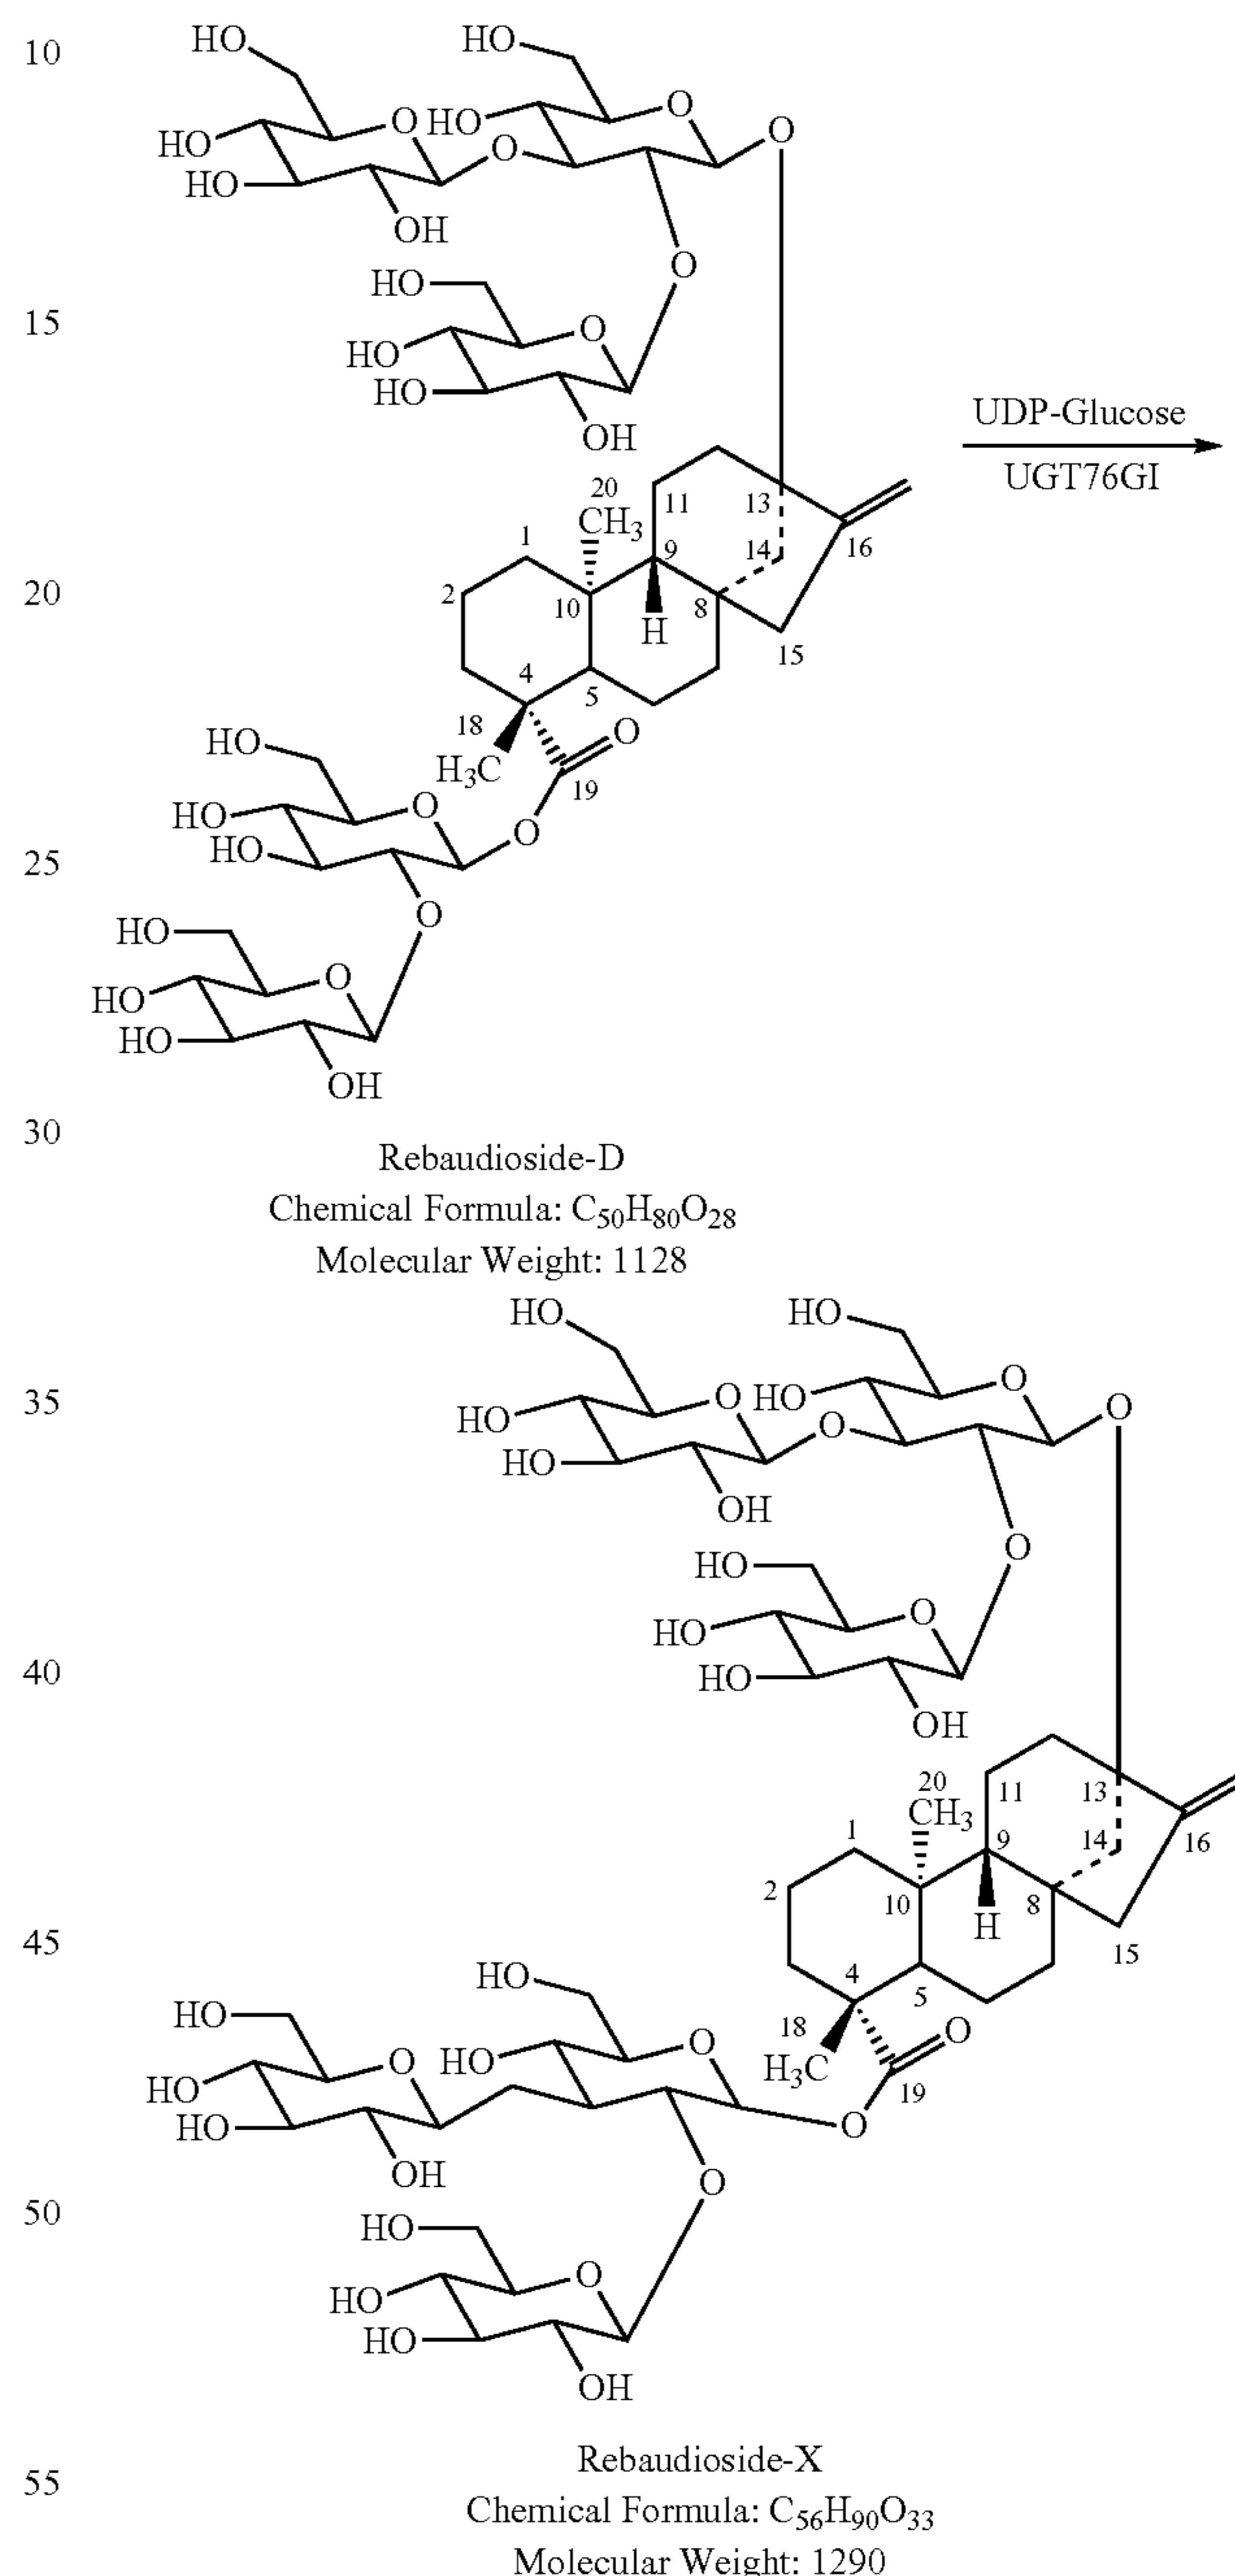 10
HO HO
O HO O O
HO O
HO
OH O
HO
15
O
HO
HO
OH
UDP-Glucose
UGT76GI
20
CH3 11 13
1 14 16
9
20 2 10 8
H
15
4 5
18 O
HO H3C
19
O
HO O
25 HO
O
HO
O
HO
HO
OH
30
Rebaudioside-D
Chemical Formula: C50H80O28
Molecular Weight: 1128
HO HO
35 O HO O O
HO O
HO
OH
O
HO
O
HO
40 HO
OH
20
CH3 11 13
1 14 16
9
2 10 8
H
45 15
HO 4 5
HO 18 O
O H3C
HO O HO 19
HO O
OH
50 O
HO
O
HO
HO
OH
Rebaudioside-X
55
Chemical Formula: C56H90O33
Molecular Weight: 1290